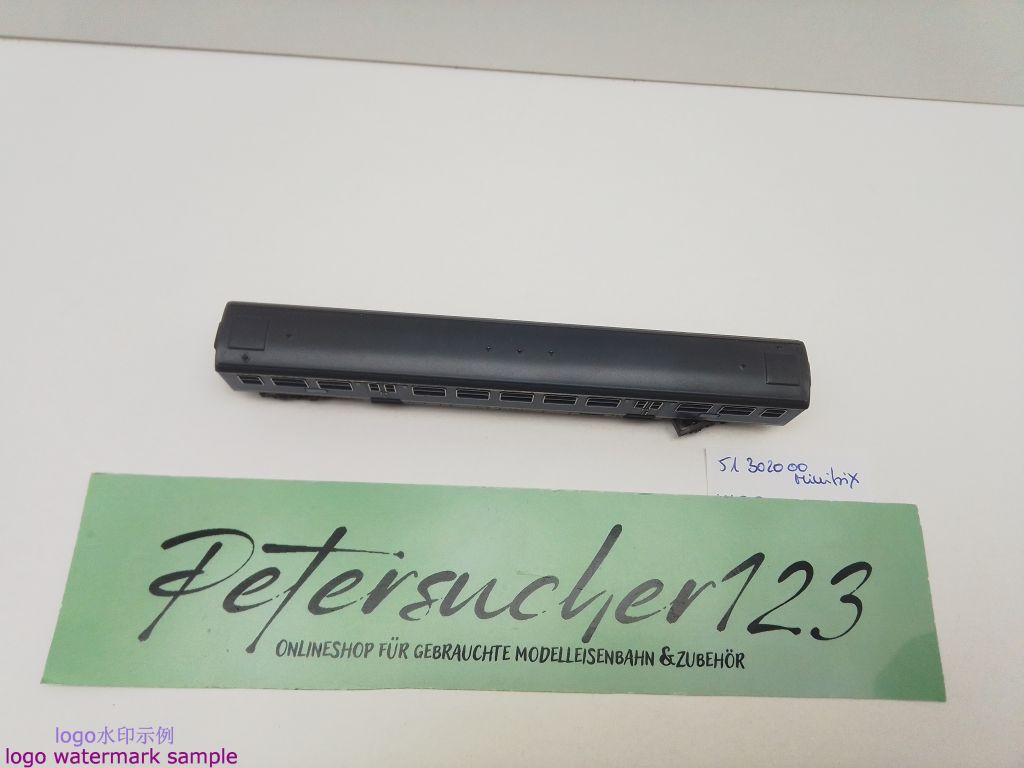 51 302000
Minitrix
Petersucher123
ONLINESHOP FÜR GEBRAUCHTE MODELLEISENBAHN & ZUBEHÖR
logo水印示例
logo watermark sample